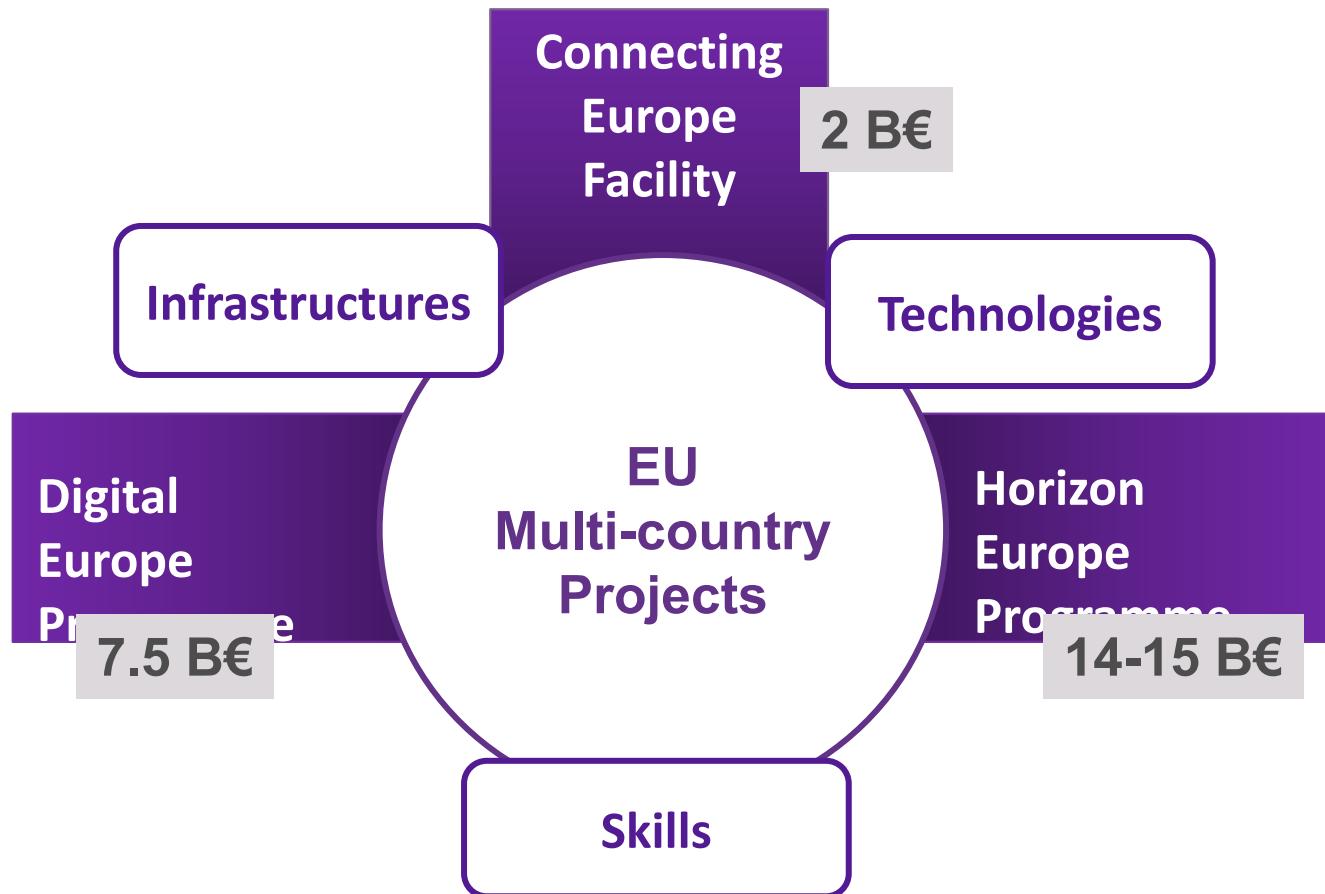 Connecting
Europe
Facility
2 B€
Infrastructures
Technologies
Digital
Europe
7.5 B€
EU
Multi-country
Projects
Horizon
Europe
Programme
14-15 B€
Skills